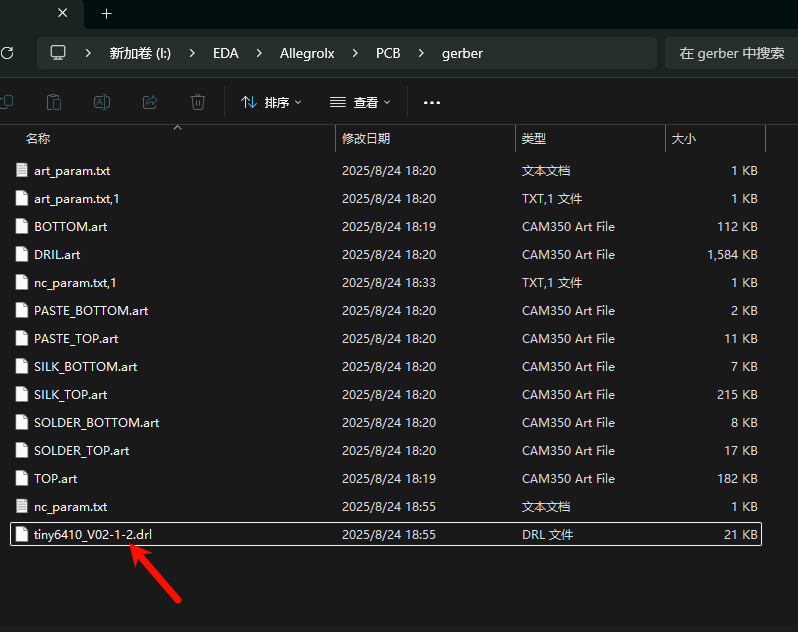 新加卷 (I:) > EDA > Allegrolx > PCB > gerber 在 gerber 中搜索
排序 查看
名称 修改日期 类型 大小
art_param.txt 2025/8/24 18:20 文本文档 1 KB
art_param.txt,1 2025/8/24 18:20 TXT,1 文件 1 KB
BOTTOM.art 2025/8/24 18:19 CAM350 Art File 112 KB
DRIL.art 2025/8/24 18:20 CAM350 Art File 1,584 KB
nc_param.txt,1 2025/8/24 18:33 TXT,1 文件 1 KB
PASTE_BOTTOM.art 2025/8/24 18:20 CAM350 Art File 2 KB
PASTE_TOP.art 2025/8/24 18:20 CAM350 Art File 11 KB
SILK_BOTTOM.art 2025/8/24 18:20 CAM350 Art File 7 KB
SILK_TOP.art 2025/8/24 18:20 CAM350 Art File 215 KB
SOLDER_BOTTOM.art 2025/8/24 18:20 CAM350 Art File 8 KB
SOLDER_TOP.art 2025/8/24 18:20 CAM350 Art File 17 KB
TOP.art 2025/8/24 18:19 CAM350 Art File 182 KB
nc_param.txt 2025/8/24 18:55 文本文档 1 KB
tiny6410_V02-1-2.drl 2025/8/24 18:55 DRL 文件 21 KB